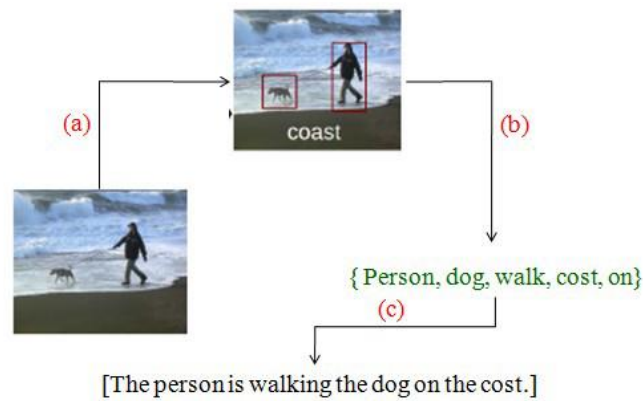 (a)
coast
(b)
{ Person, dog, walk, cost, on}
(c)
[The person is walking the dog on the cost.]